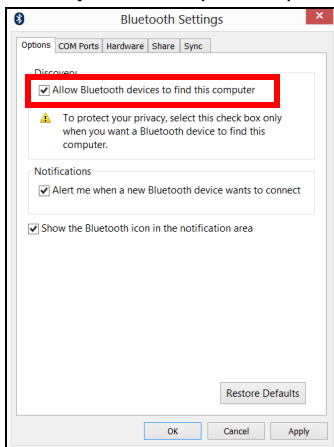 Bluetooth Settings
Options COM Ports Hardware Share Sync
Discovery
Allow Bluetooth devices to find this computer
To protect your privacy, select this check box only
when you want a Bluetooth device to find this
computer.
Notifications
Alert me when a new Bluetooth device wants to connect
Show the Bluetooth icon in the notification area
Restore Defaults
OK Cancel Apply